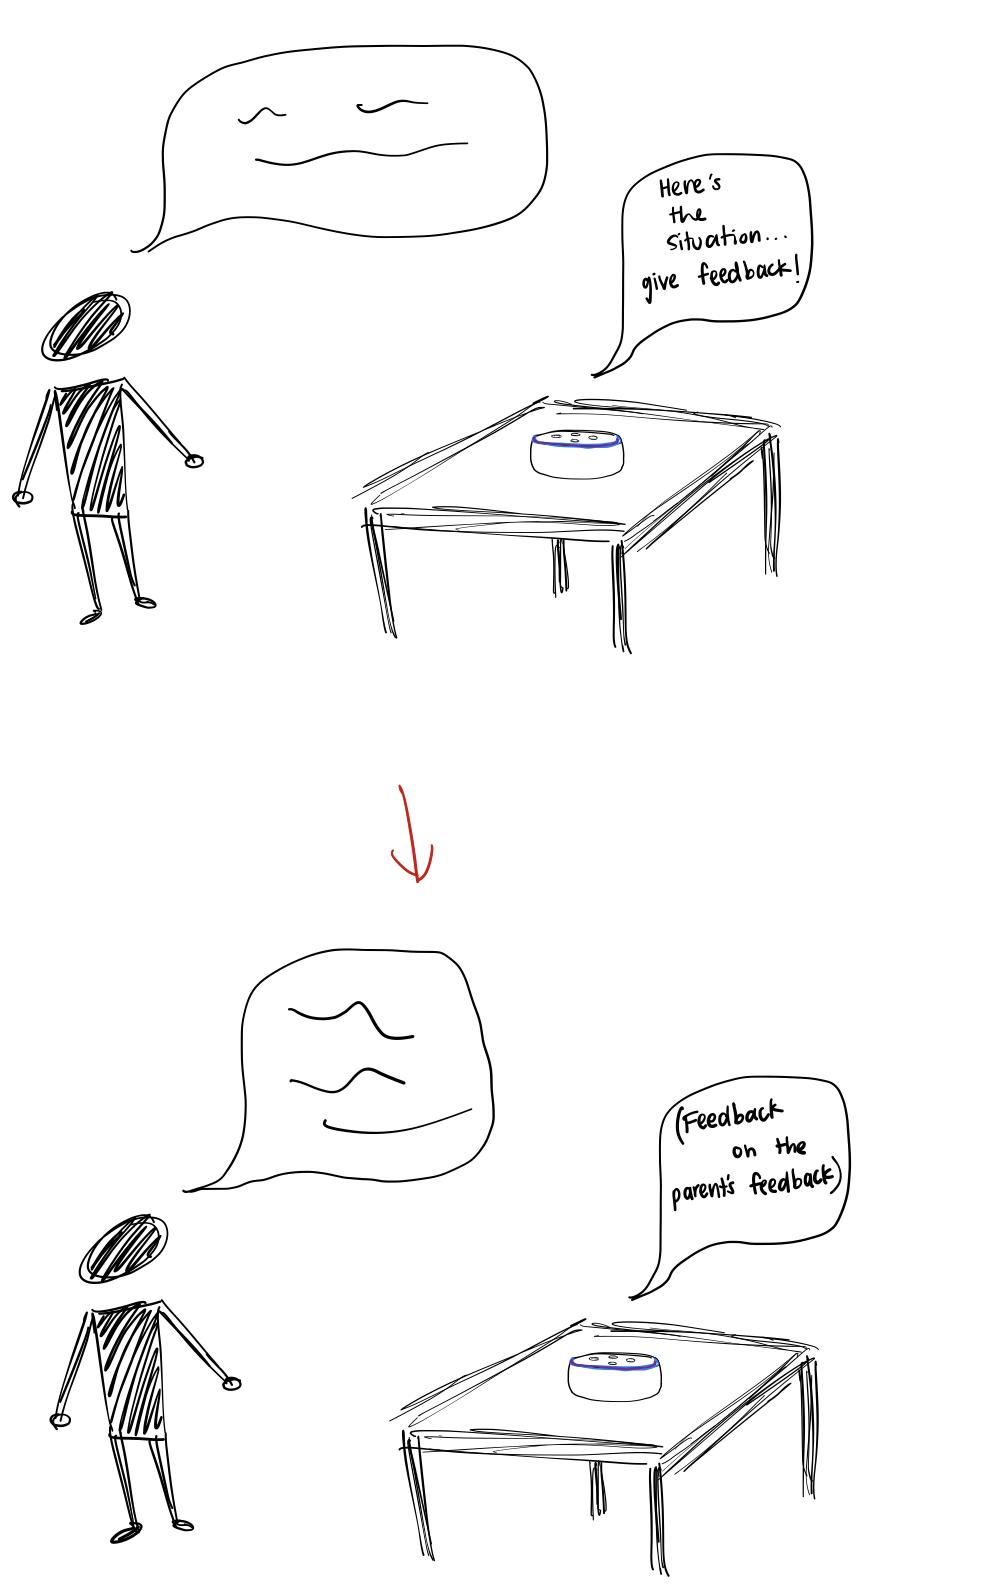 Here's
the
situation...
give feedback!
(Feedback
on the
parent's feedback)